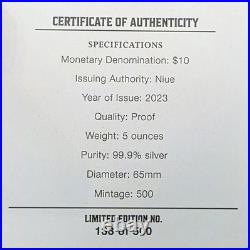 CERTIFICATE OF AUTHENTICITY
SPECIFICATIONS
Monetary Denomination: $10
Issuing Authority: Niue
Year of Issue: 2023
Quality: Proof
Weight: 5 ounces
Purity: 99.9% silver
Diameter: 65mm
Mintage: 500
LIMITED EDITION NO.
ebay